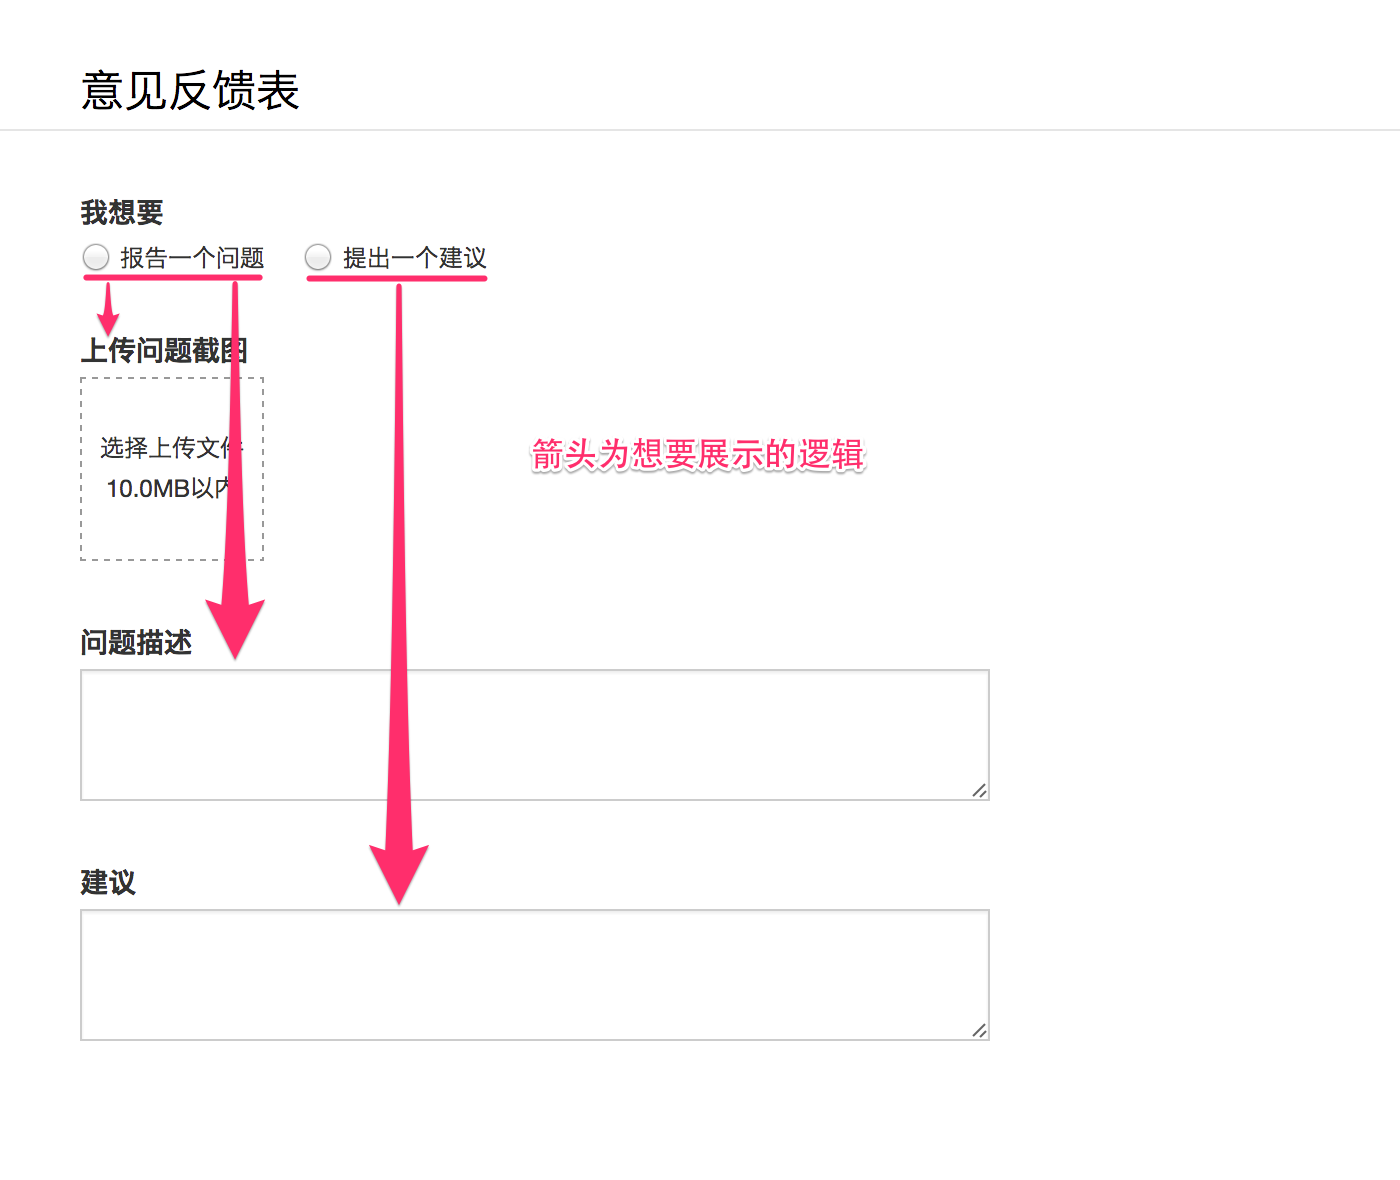 意见反馈表
我想要
报告一个问题
提出一个建议
上传问题截图
选择上传文件
10.0MB以内
箭头为想要展示的逻辑
问题描述
建议